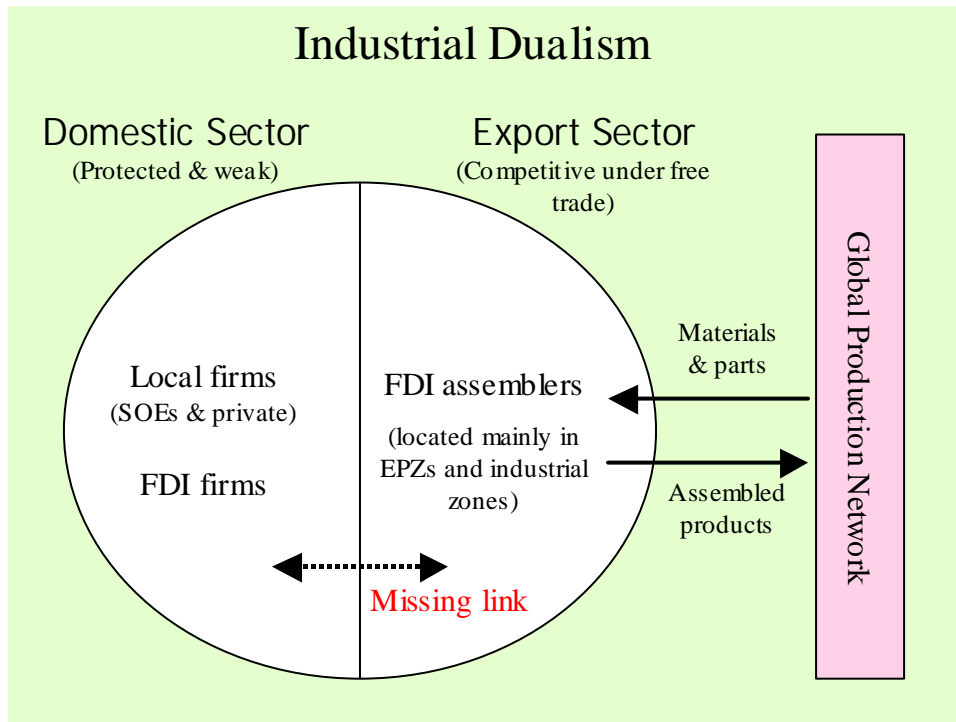 Industrial Dualism
Domestic Sector
(Protected & weak)
Export Sector
(Competitive under free
trade)
Local firms
(SOEs & private)
FDI firms
FDI assemblers
(located mainly in
EPZs and industrial
zones)
Missing link
Materials
& parts
Assembled
products
Global Production Network